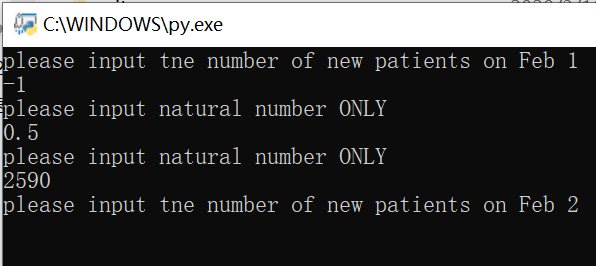 C:\WINDOWS\py.exe
please input tne number of new patients on Feb 1
-1
please input natural number ONLY
0.5
please input natural number ONLY
2590
please input tne number of new patients on Feb 2